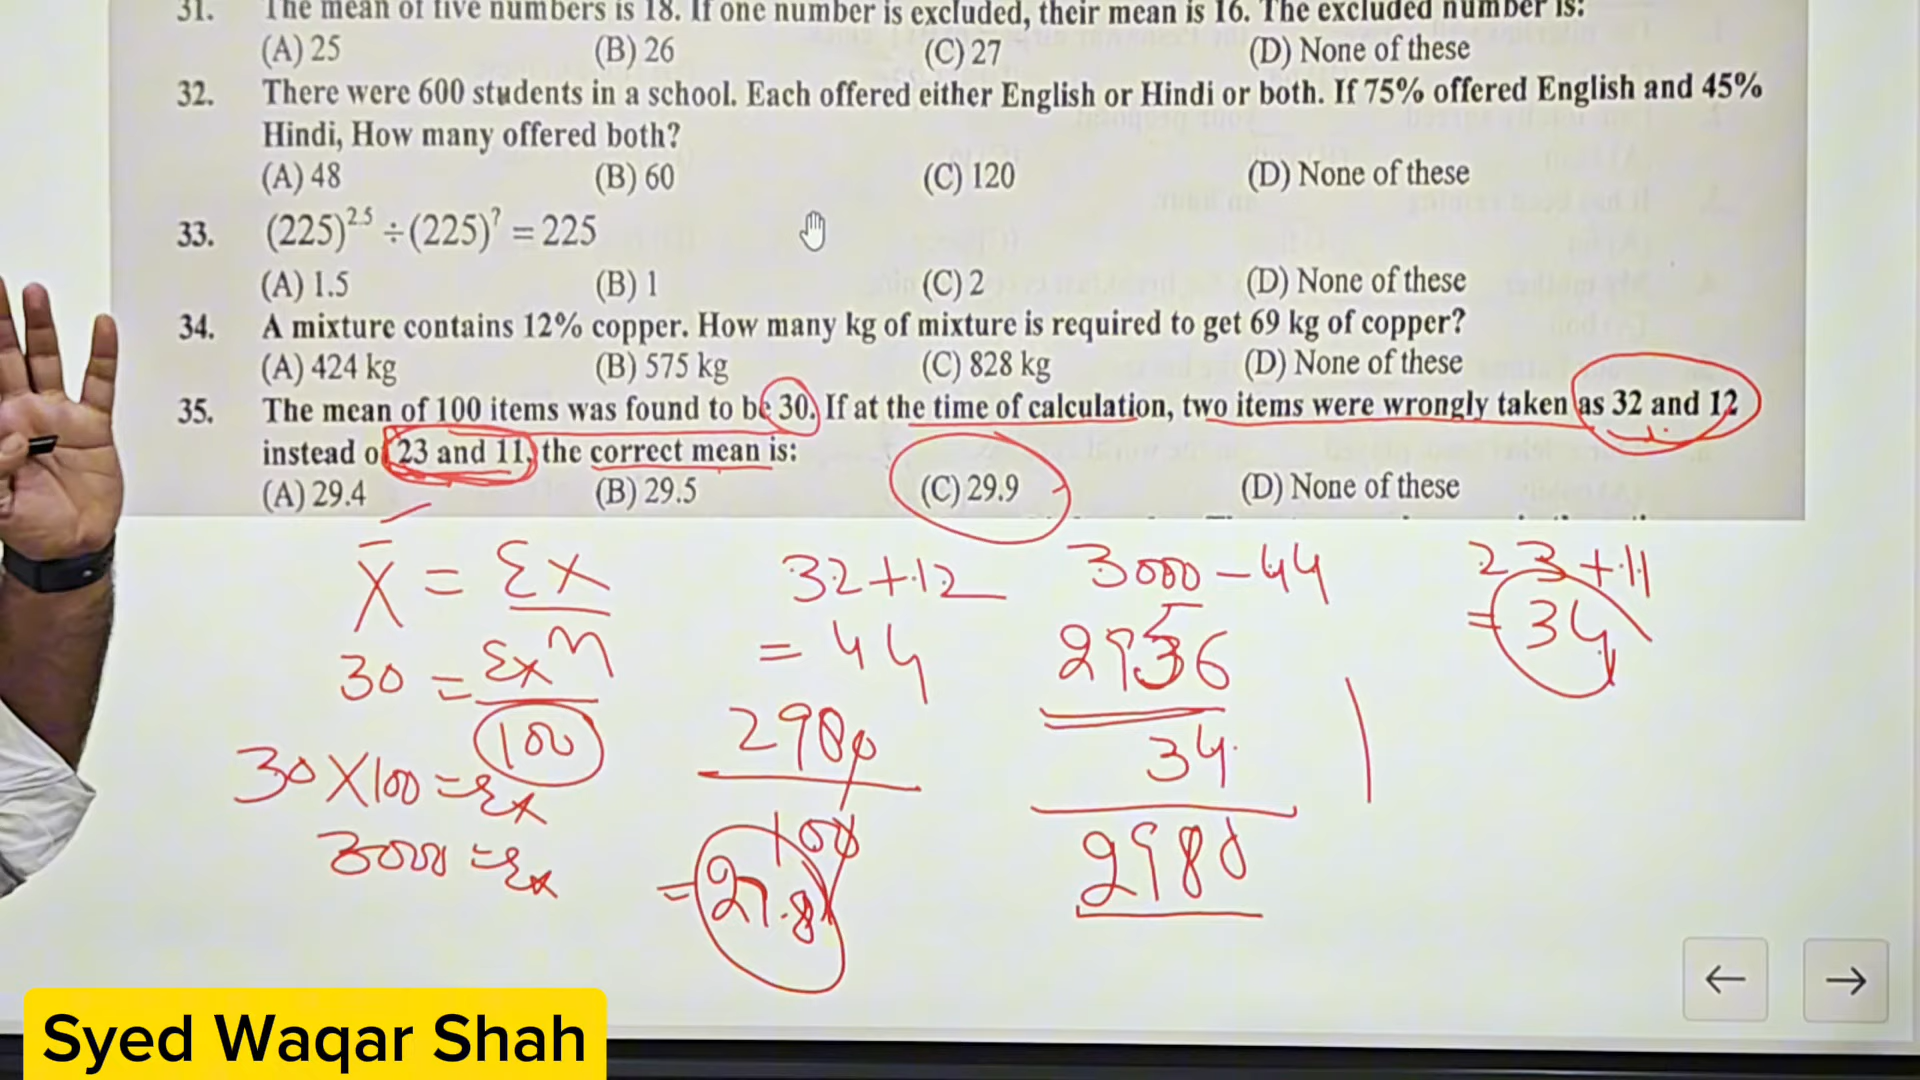 31. The mean of five numbers is 18. If one number is excluded, their mean is 16. The excluded number is:
(A) 25 (B) 26 (C) 27 (D) None of these
32. There were 600 students in a school. Each offered either English or Hindi or both. If 75% offered English and 45%
Hindi, How many offered both?
(A) 48 (B) 60 (C) 120 (D) None of these
33. (225)^2.5 ÷ (225)^? = 225
(A) 1.5 (B) 1 (C) 2 (D) None of these
34. A mixture contains 12% copper. How many kg of mixture is required to get 69 kg of copper?
(A) 424 kg (B) 575 kg (C) 828 kg (D) None of these
35. The mean of 100 items was found to be 30. If at the time of calculation, two items were wrongly taken as 32 and 12
instead of 23 and 11, the correct mean is:
(A) 29.4 (B) 29.5 (C) 29.9 (D) None of these
X̄ = Σx
n
30 = Σx
100
30 X 100 = Σx
3000 = Σx
32+12
= 44
2980
100
3000 - 44
2956
34
2980
23+11
= 34
Syed Waqar Shah